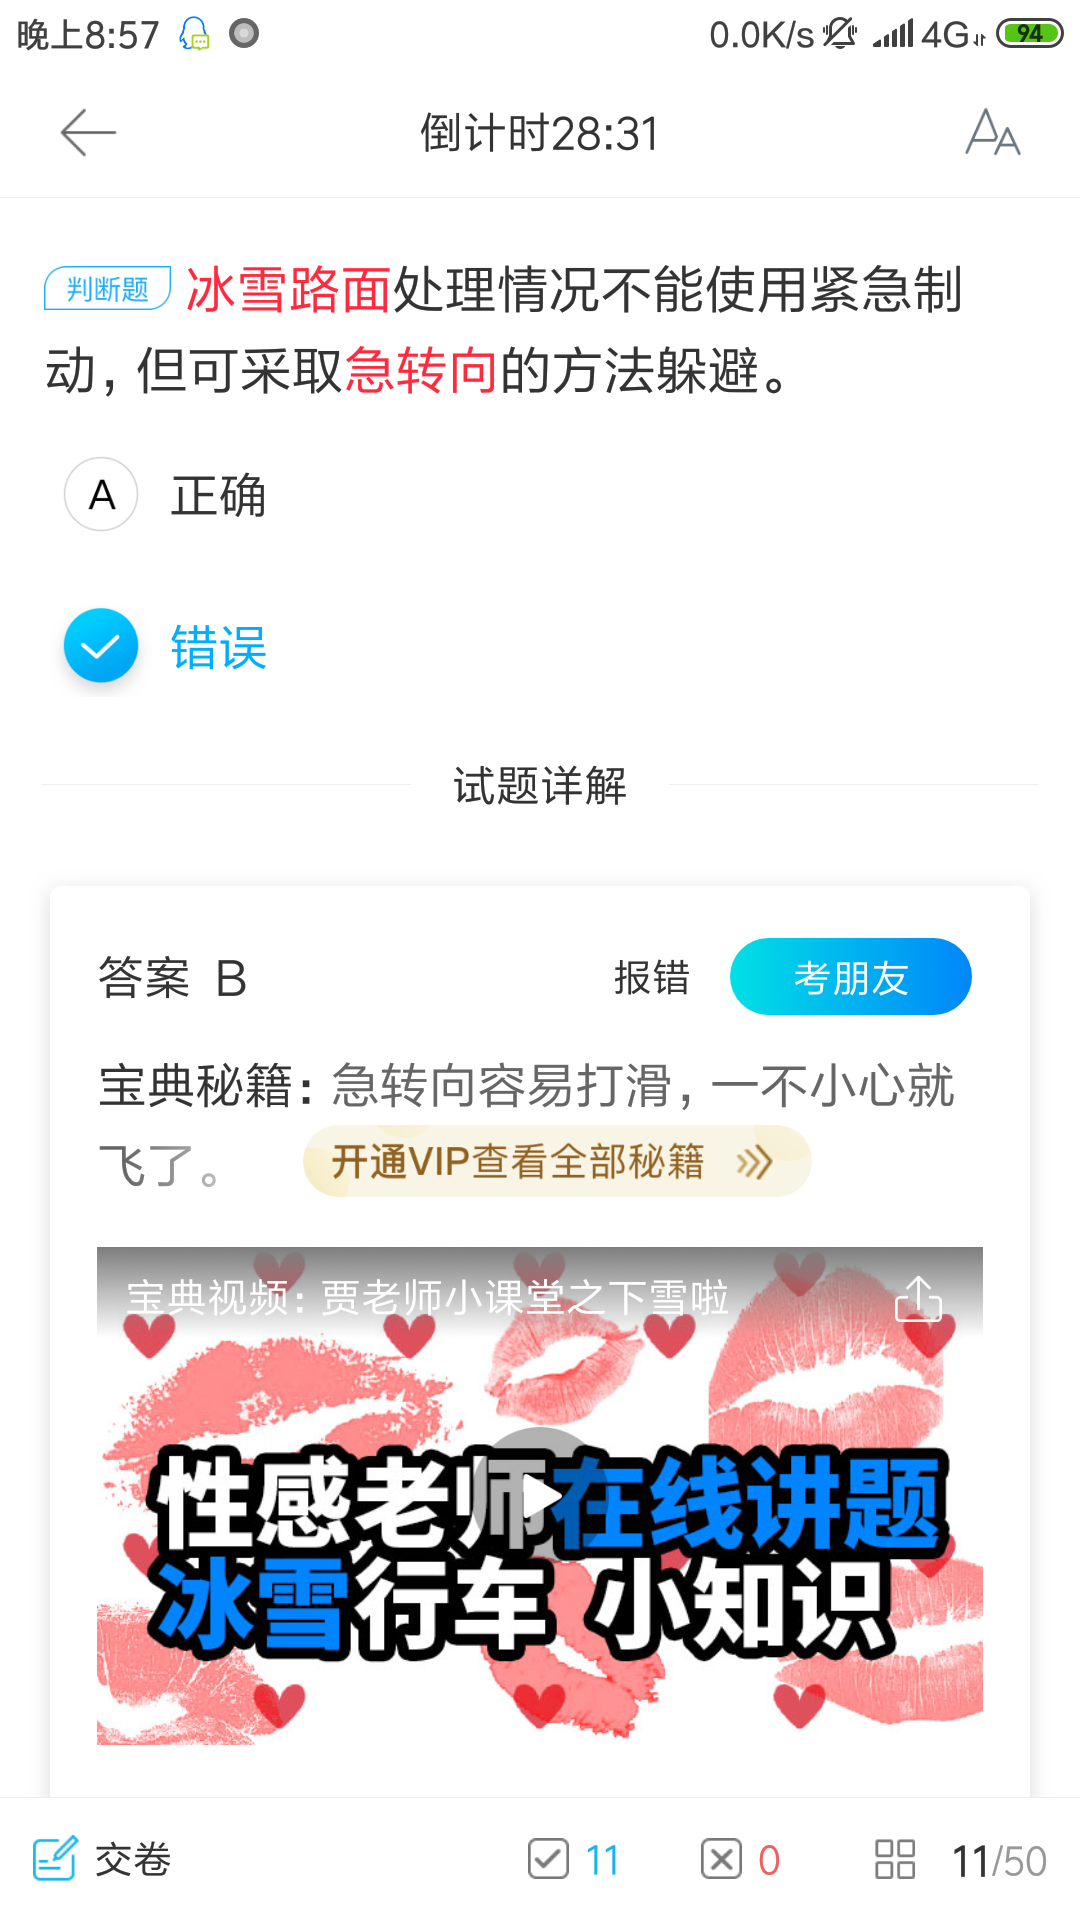 晚上8:57
0.0K/s 4G 94
倒计时28:31
AA
判断题 冰雪路面处理情况不能使用紧急制
动，但可采取急转向的方法躲避。
A 正确
错误
试题详解
答案 B 报错 考朋友
宝典秘籍：急转向容易打滑，一不小心就
飞了。 开通VIP查看全部秘籍
宝典视频：贾老师小课堂之下雪啦
性感老师在线讲题
冰雪行车 小知识
交卷 11 0 11/50